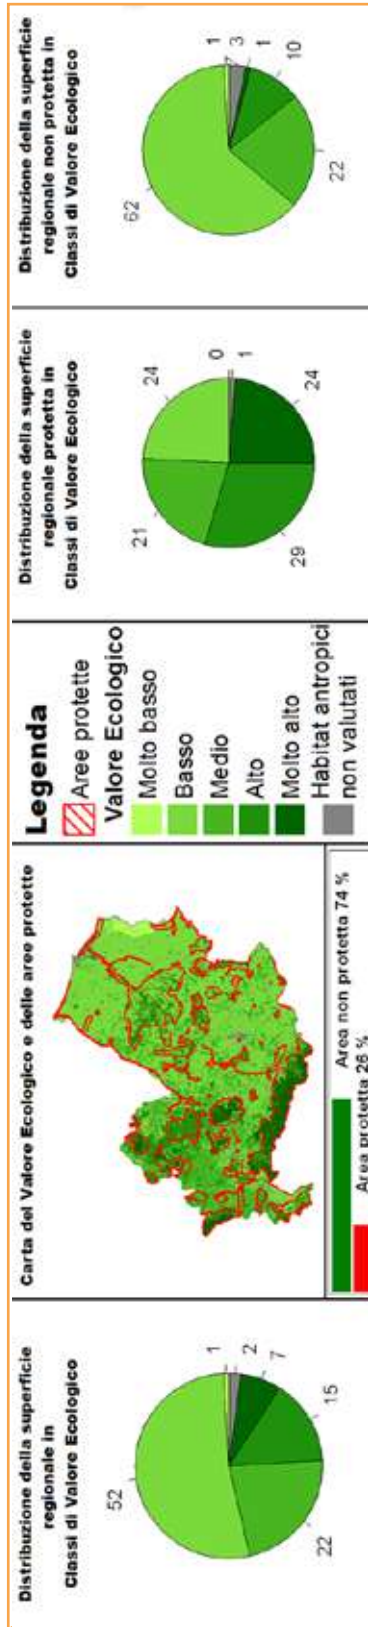 Distribuzione della superficie
regionale in
Classi di Valore Ecologico
52
1
2
7
15
22
Carta del Valore Ecologico e delle aree protette
Area non protetta 74 %
Area protetta 26 %
Legenda
Aree protette
Valore Ecologico
Molto basso
Basso
Medio
Alto
Molto alto
Habitat antropici
non valutati
Distribuzione della superficie
regionale protetta in
Classi di Valore Ecologico
24
0
1
24
29
21
Distribuzione della superficie
regionale non protetta in
Classi di Valore Ecologico
62
1
3
1
10
22